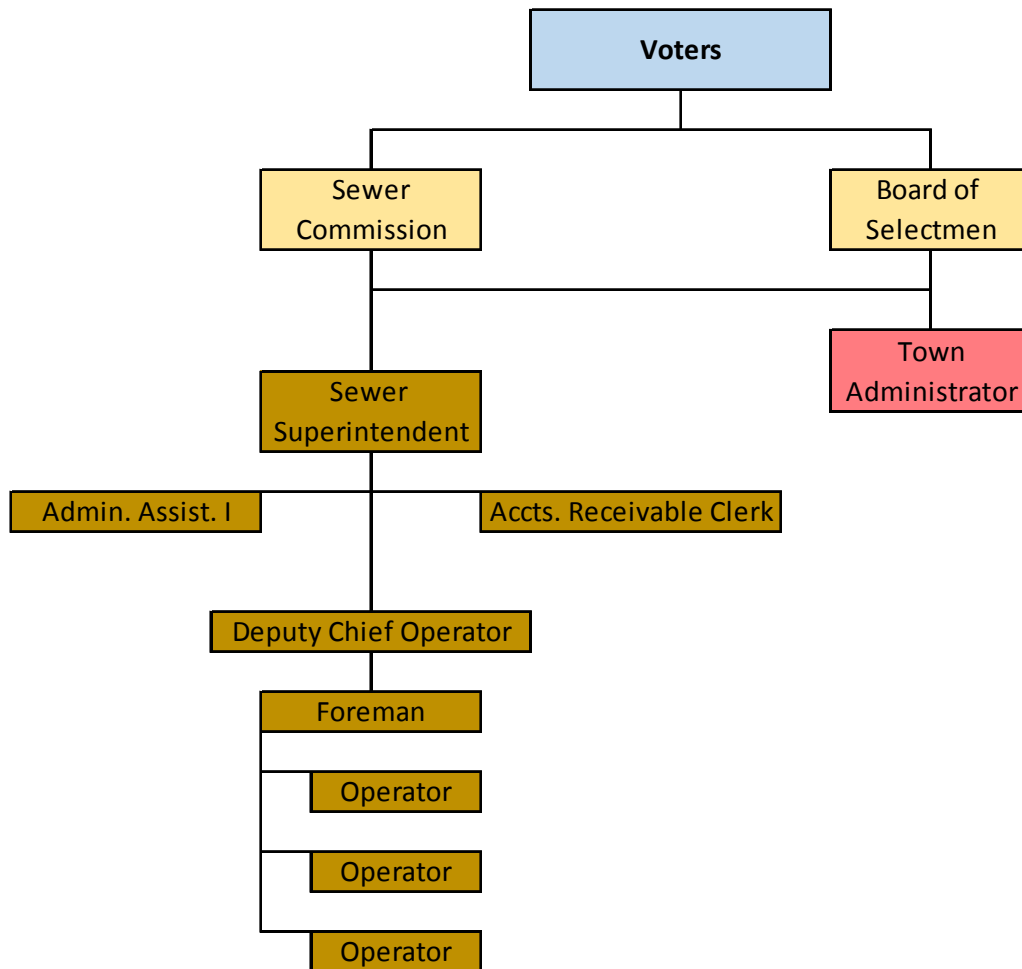 Voters
Sewer
Commission
Board of
Selectmen
Town
Administrator
Sewer
Superintendent
Admin. Assist. I
Accts. Receivable Clerk
Deputy Chief Operator
Foreman
Operator
Operator
Operator